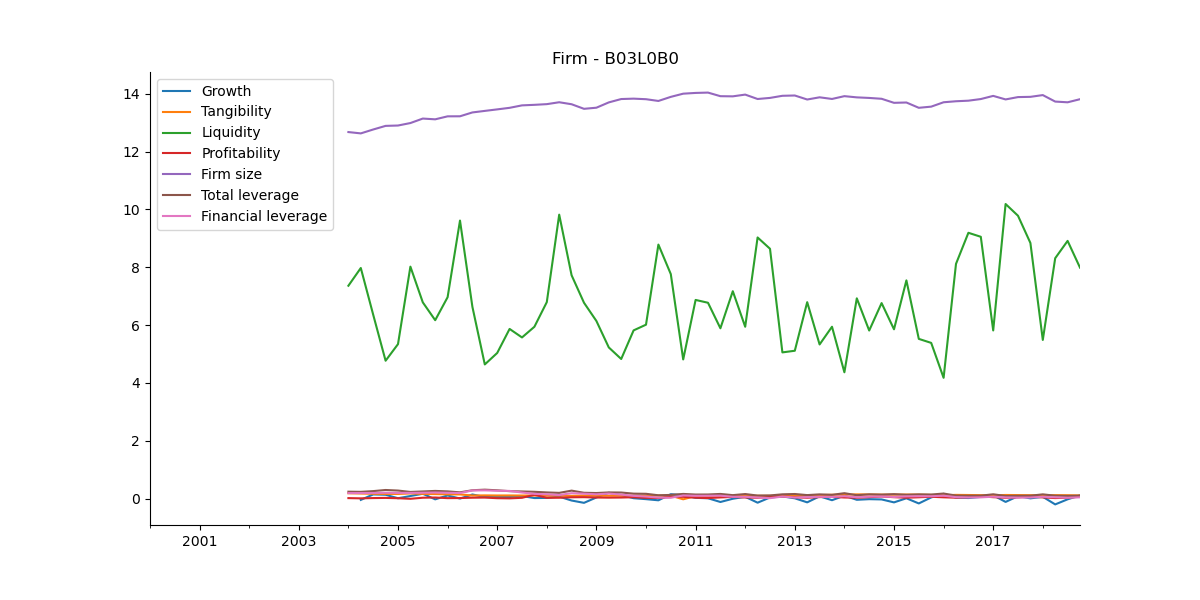 Firm - B03L0B0
Growth
Tangibility
Liquidity
Profitability
Firm size
Total leverage
Financial leverage
14
12
10
8
6
4
2
0
2001 2003 2005 2007 2009 2011 2013 2015 2017